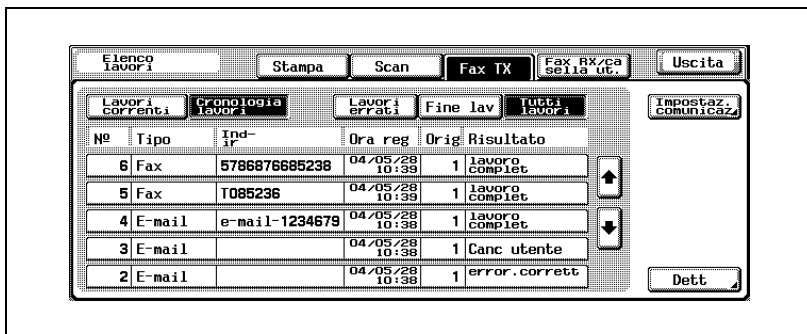 Elenco lavori
Stampa
Scan
Fax TX
Fax RX/ca sella ut.
Uscita
Lavori correnti
Cronologia lavori
Lavori errati
Fine lav
Tutti lavori
Impostaz. comunicaz
Nº Tipo Ind-ir Ora reg Orig Risultato
6 Fax 5786876685238 04/05/28 10:39 1 lavoro complet
5 Fax T085236 04/05/28 10:39 1 lavoro complet
4 E-mail e-mail-1234679 04/05/28 10:38 1 lavoro complet
3 E-mail 04/05/28 10:38 1 Canc utente
2 E-mail 04/05/28 10:38 1 error.corrett
Dett